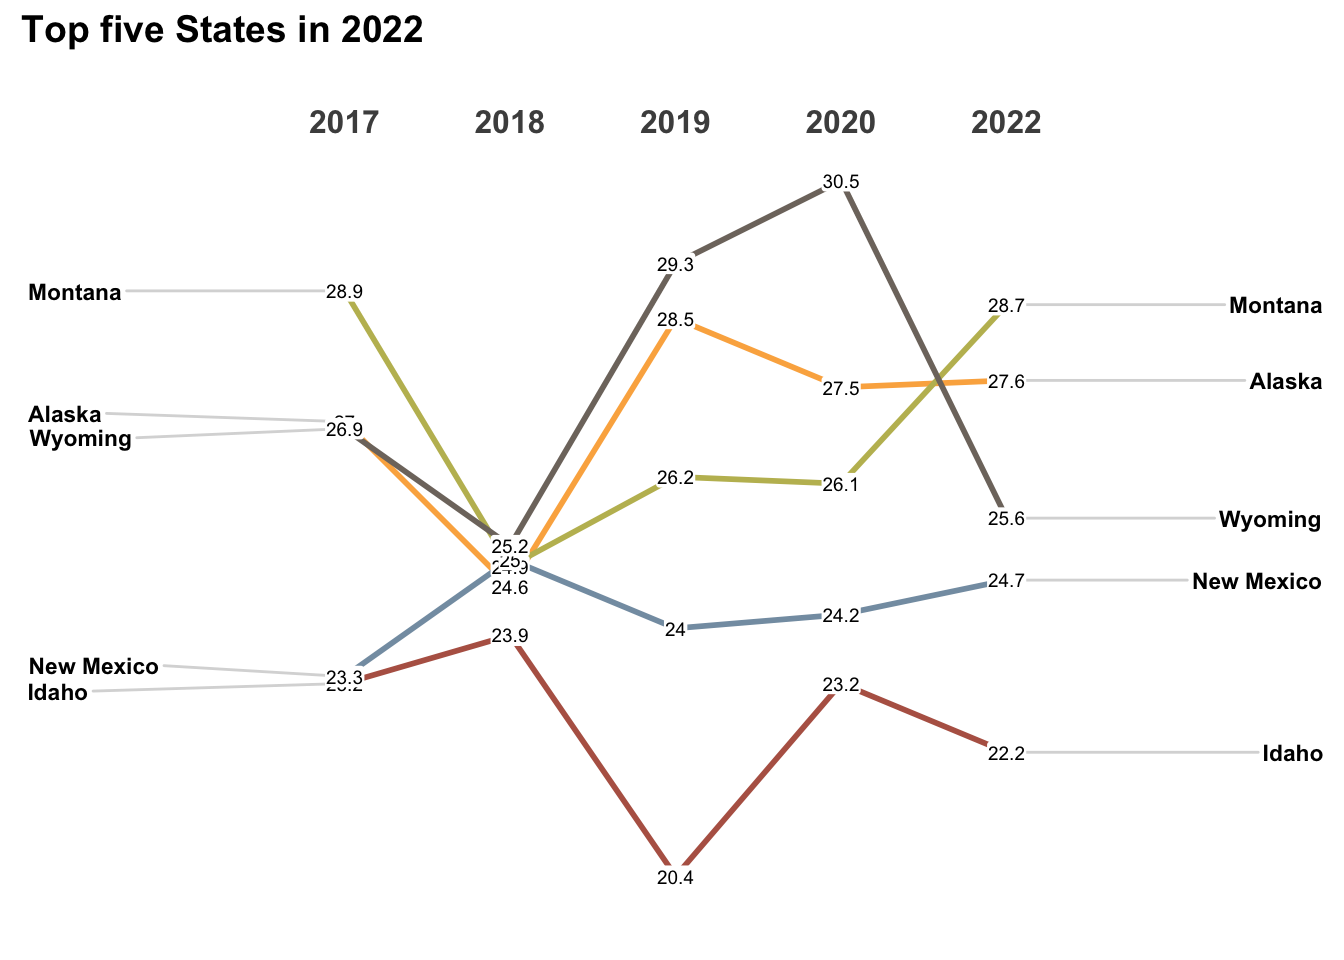 Top five States in 2022
2017 2018 2019 2020 2022
30.5
29.3
Montana 28.9 28.7 Montana
28.5
27.5 27.6 Alaska
Alaska 27
Wyoming 26.9
26.2 26.1
25.6 Wyoming
25.2
25
24.9
24.6 24.7 New Mexico
24 24.2
23.9
New Mexico 23.3
Idaho 23.2 23.2
22.2 Idaho
20.4